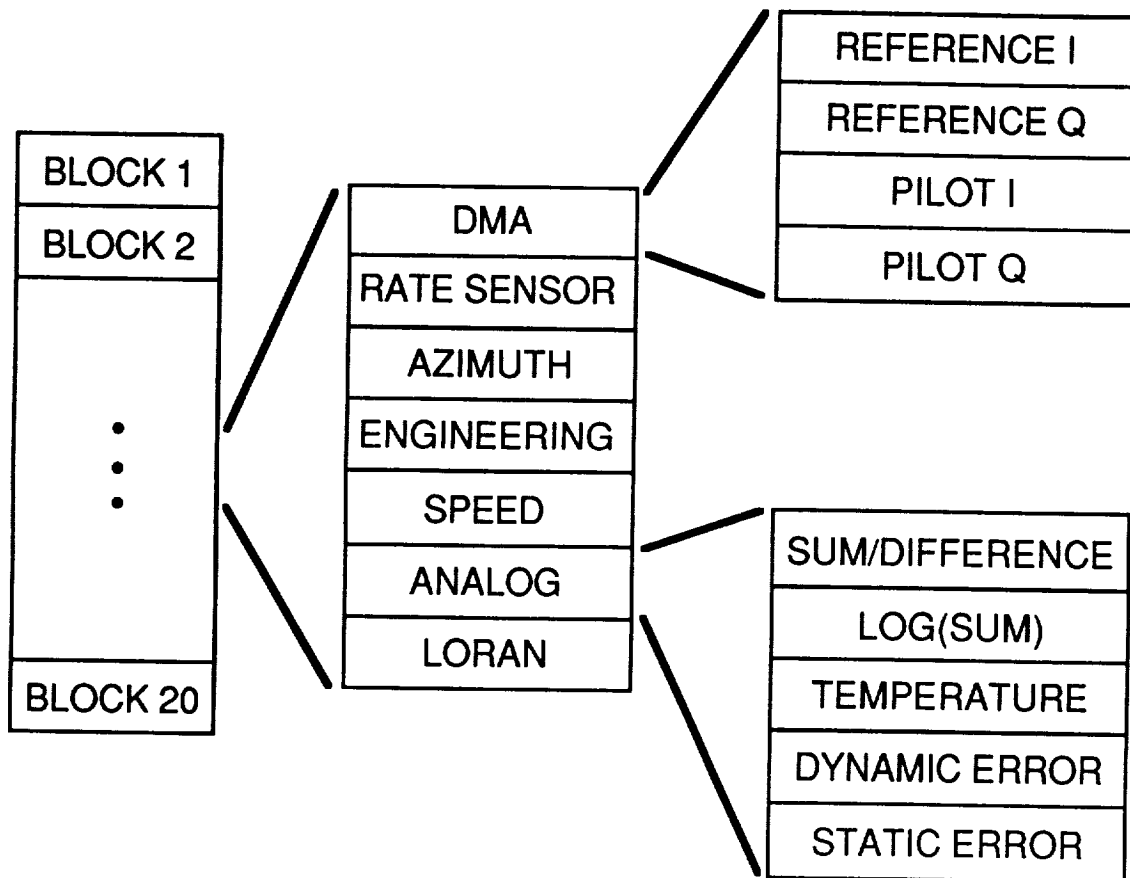 BLOCK 1
BLOCK 2
BLOCK 20
DMA
RATE SENSOR
AZIMUTH
ENGINEERING
SPEED
ANALOG
LORAN
REFERENCE I
REFERENCE Q
PILOT I
PILOT Q
SUM/DIFFERENCE
LOG(SUM)
TEMPERATURE
DYNAMIC ERROR
STATIC ERROR